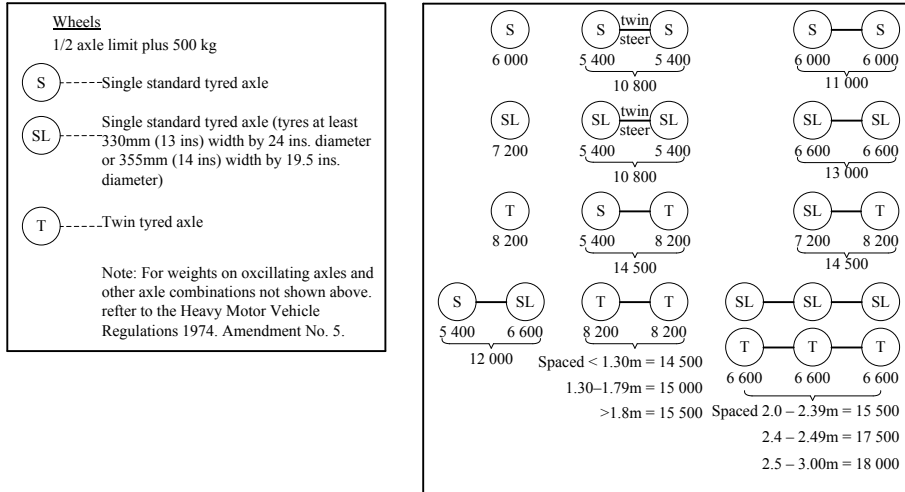 Wheels
1/2 axle limit plus 500 kg
S Single standard tyred axle
Single standard tyred axle (tyres at least
SL 330mm (13 ins) width by 24 ins. diameter
or 355mm (14 ins) width by 19.5 ins.
diameter)
T Twin tyred axle
Note: For weights on oxcillating axles and
other axle combinations not shown above.
refter to the Heavy Motor Vehicle
Regulations 1974. Amendment No. 5.
S S twin steer S S S
6 000 5 400 5 400 6 000 6 000
10 800 11 000
SL SL twin steer SL SL SL
7 200 5 400 5 400 6 600 6 600
10 800 13 000
T S T SL T
8 200 5 400 8 200 7 200 8 200
14 500 14 500
S SL T T SL SL SL
5 400 6 600 8 200 8 200
12 000
T T T
6 600 6 600 6 600
Spaced < 1.30m = 14 500
1.30–1.79m = 15 000
>1.8m = 15 500
Spaced 2.0 – 2.39m = 15 500
2.4 – 2.49m = 17 500
2.5 – 3.00m = 18 000